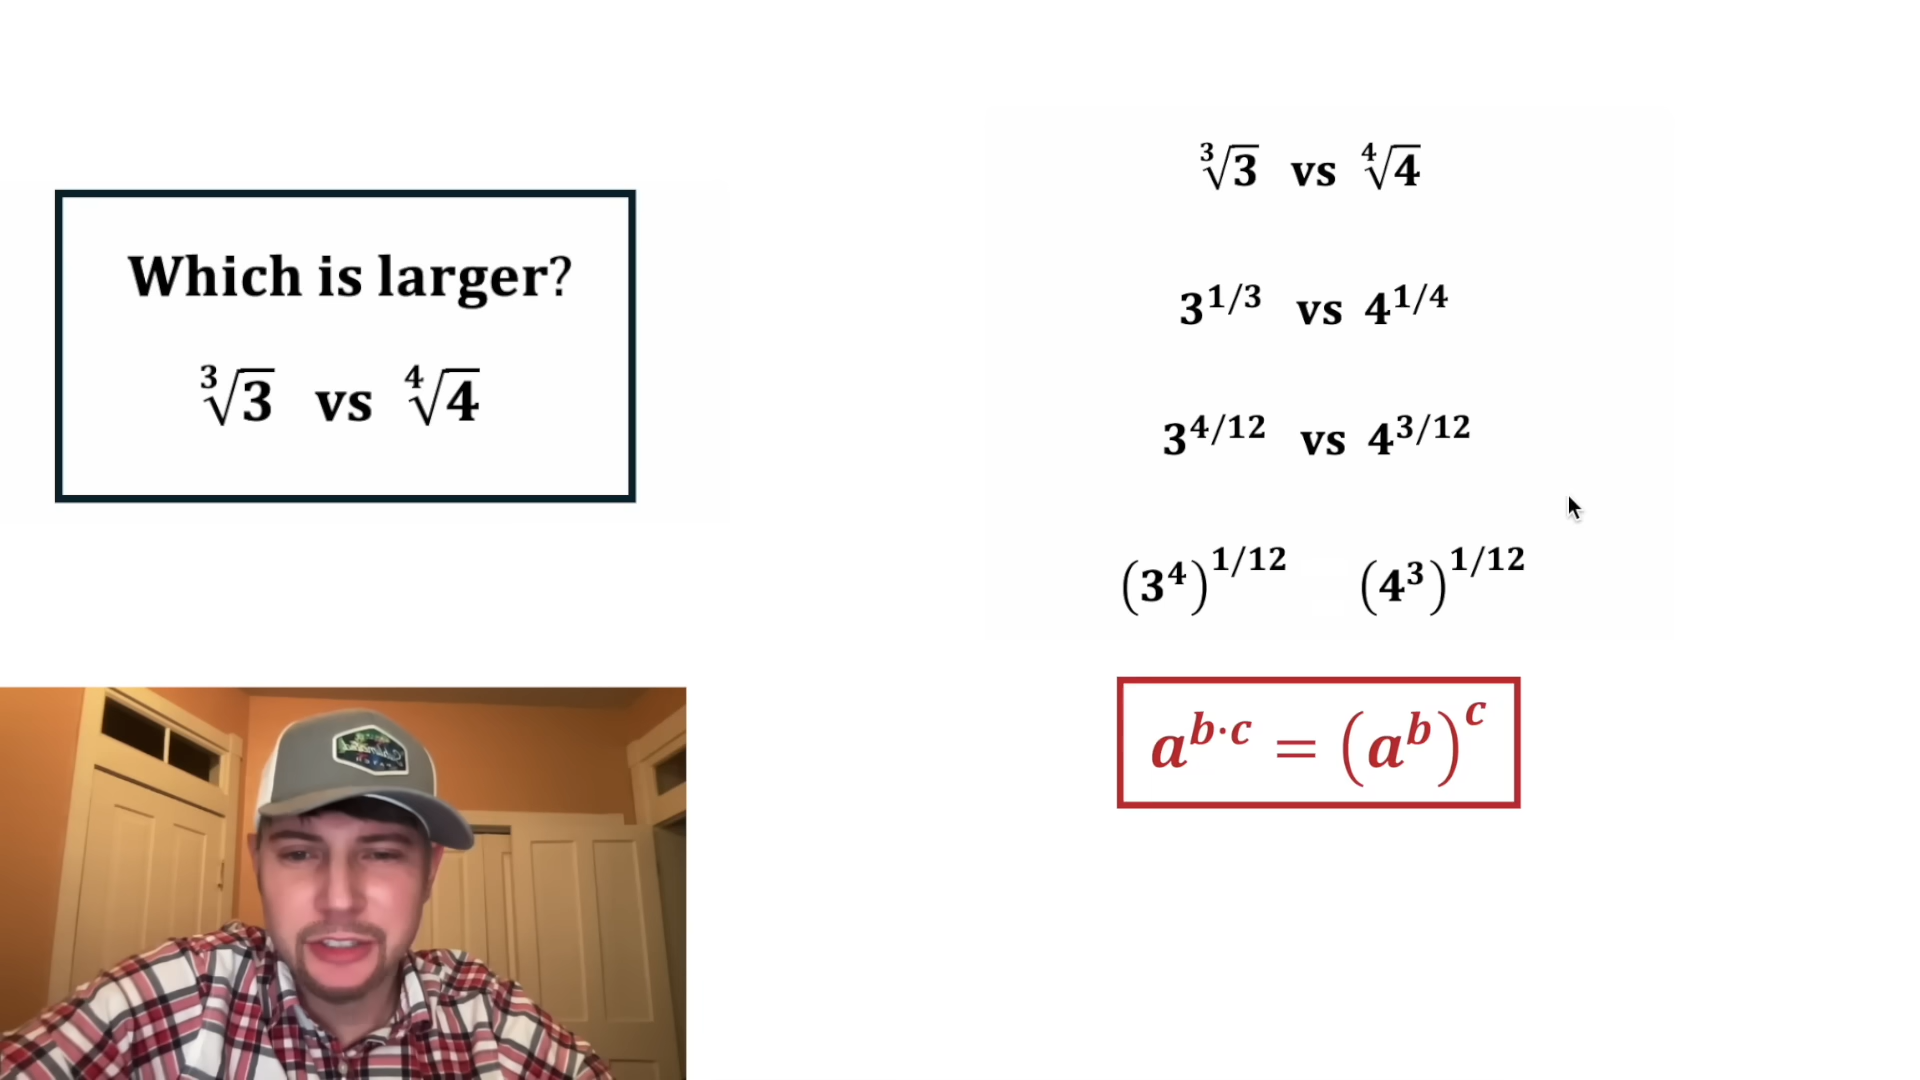 Which is larger?
∛3 vs ∜4
∛3 vs ∜4
3^{1/3} vs 4^{1/4}
3^{4/12} vs 4^{3/12}
(3^4)^{1/12} (4^3)^{1/12}
a^{b·c} = (a^b)^c